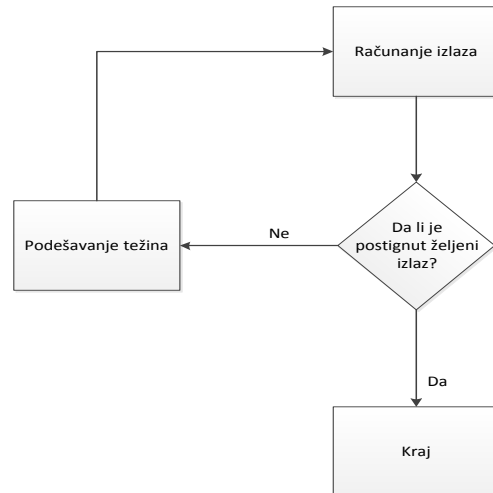 Računanje izlaza
Da li je
postignut željeni
izlaz?
Ne
Podešavanje težina
Da
Kraj